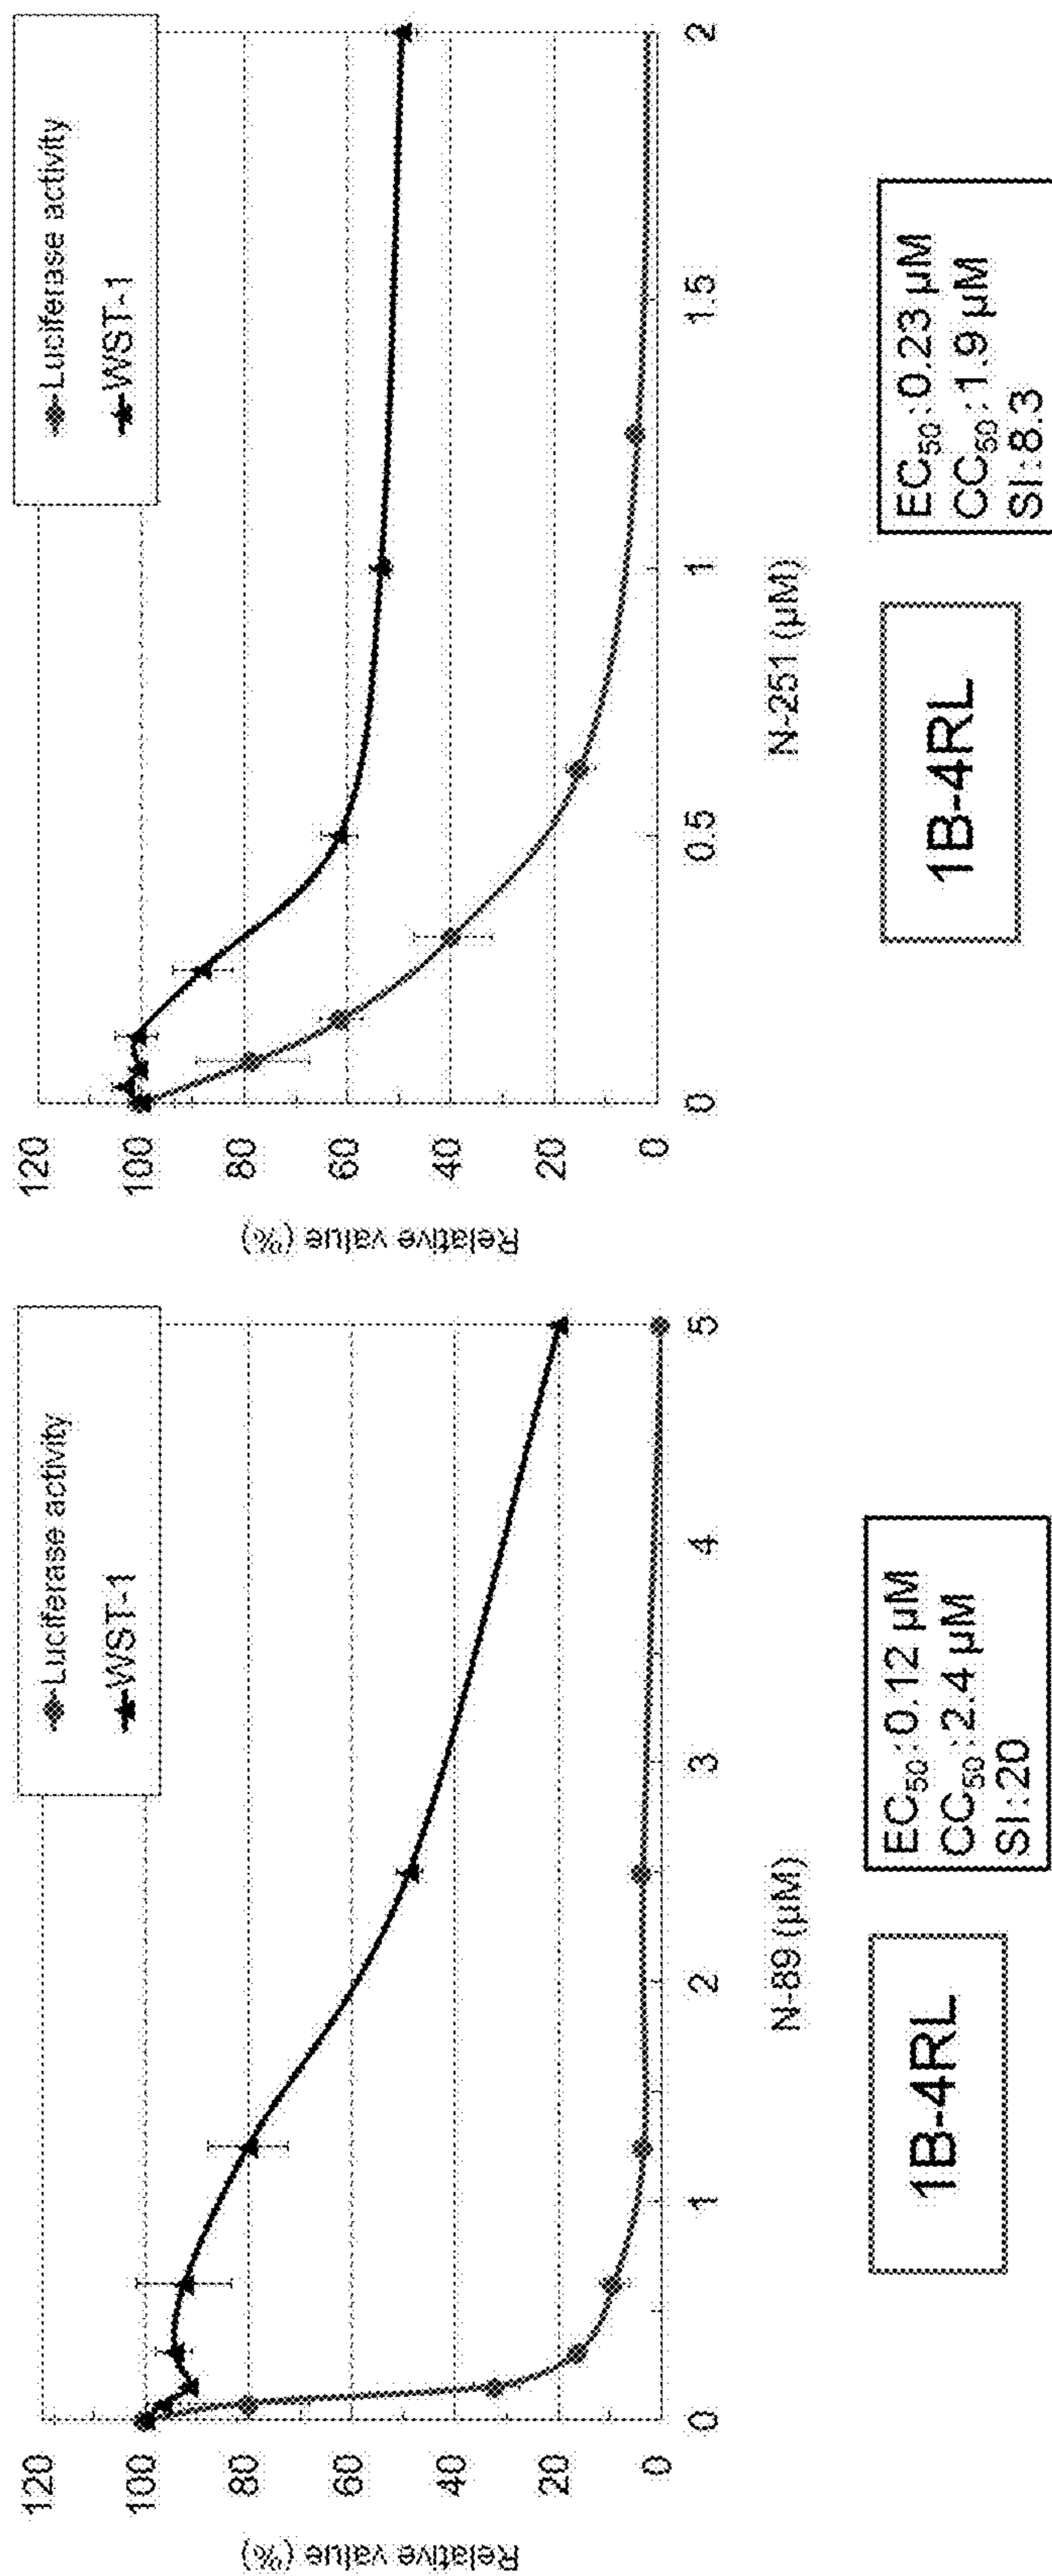 Luciferase activity
WST-1
120
100
80
60
40
20
0
Relative value (%)
0
1
2
3
4
5
N-89 (μM)
1B-4RL
EC50:0.12 μM
CC50:2.4 μM
SI:20
Luciferase activity
WST-1
120
100
80
60
40
20
0
Relative value (%)
0
0.5
1
1.5
2
N-251 (μM)
1B-4RL
EC50:0.23 μM
CC50:1.9 μM
SI:8.3